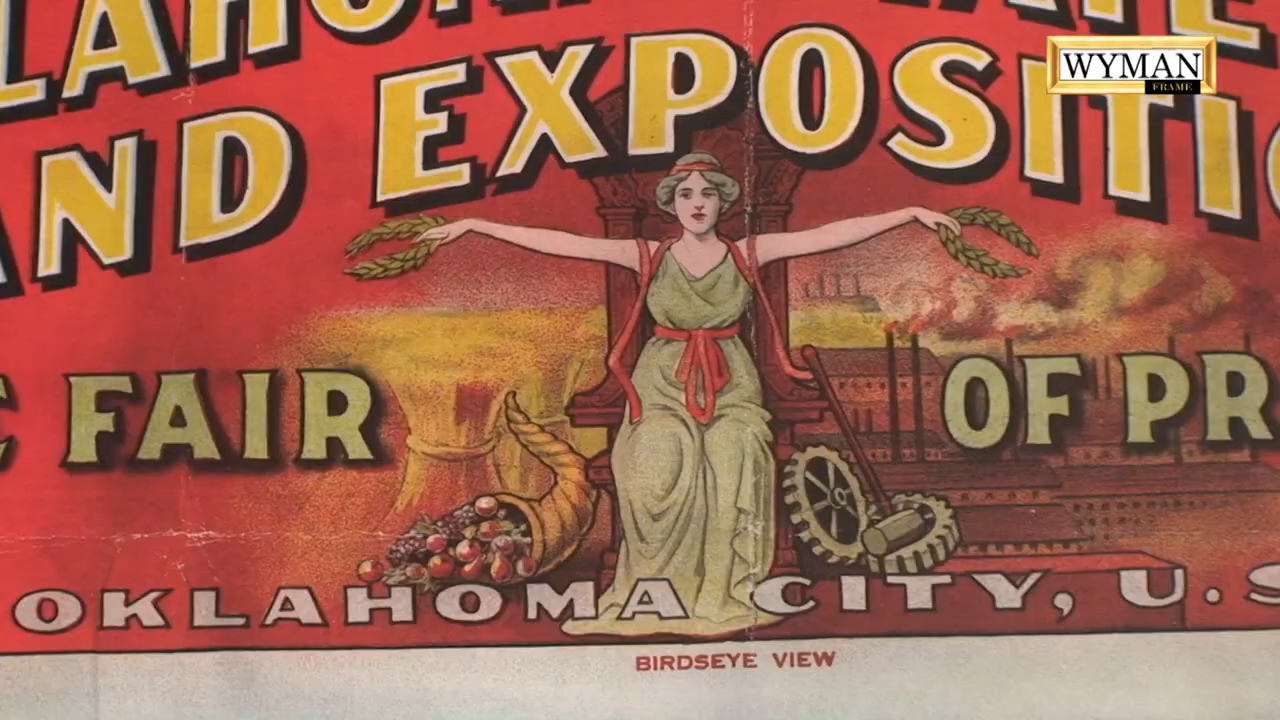 WYMAN
FRAME
AND EXPOSITI
FAIR OF PR
OKLAHOMA CITY, U.S
BIRDSEYE VIEW